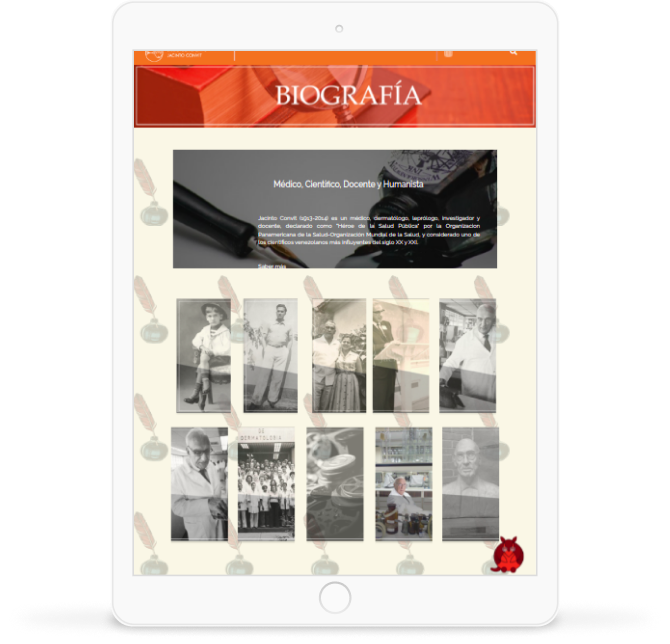 JACINTO CONVIT
BIOGRAFÍA
Médico, Científico, Docente y Humanista
Jacinto Convit (1913-2014) es un médico, dermatólogo, leprólogo, investigador y
docente, declarado como "Héroe de la Salud Pública" por la Organizacion
Panamericana de la Salud-Organización Mundial de la Salud, y considerado uno de
los científicos venezolanos más influyentes del siglo XX y XXI.
Saber más
DERMATOLOGIA